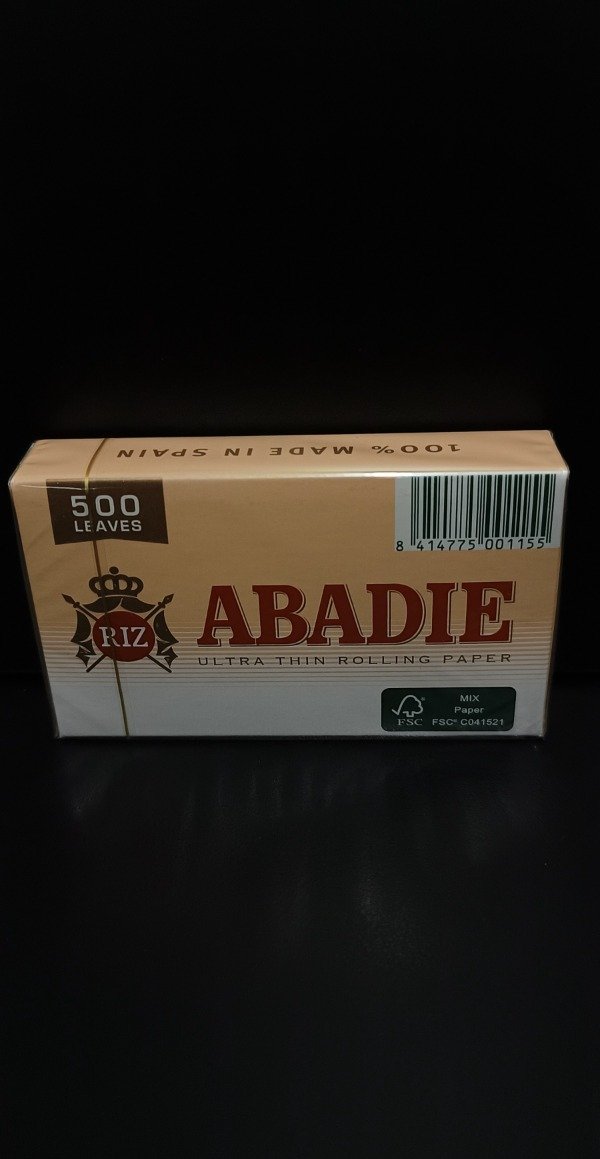 100% MADE IN SPAIN
500
LEAVES
8 414775 001155
RIZ
ABADIE
ULTRA THIN ROLLING PAPER
MIX
Paper
FSC® C041521
FSC